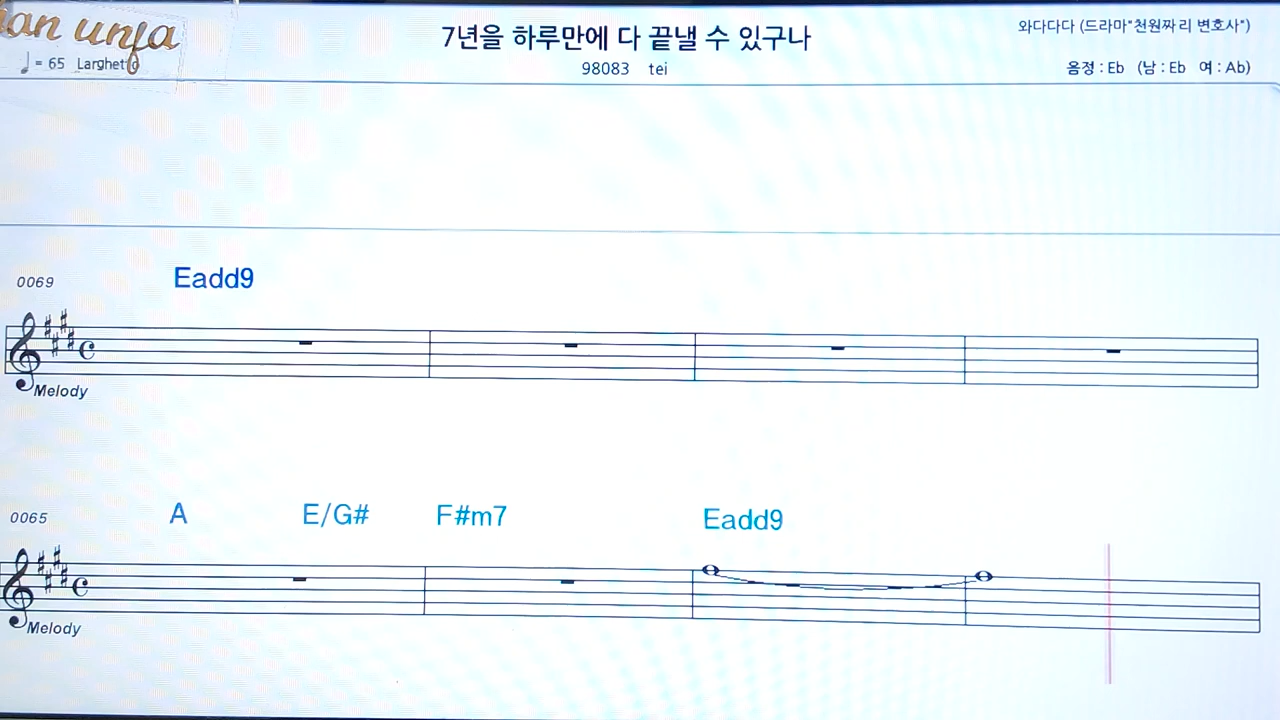 unfa
7년을 하루만에 다 끝낼 수 있구나
와다다다 (드라마"천원짜리 변호사")
♩ = 65 Larghetto
98083 tei
음정 : Eb (남 : Eb 여 : Ab)
0069 Eadd9
Melody
0065 A E/G# F#m7 Eadd9
Melody